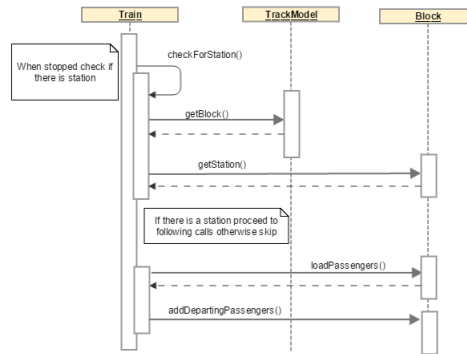 Train
TrackModel
Block
When stopped check if
there is station
checkForStation()
getBlock()
getStation()
If there is a station proceed to
following calls otherwise skip
loadPassengers()
addDepartingPassengers()